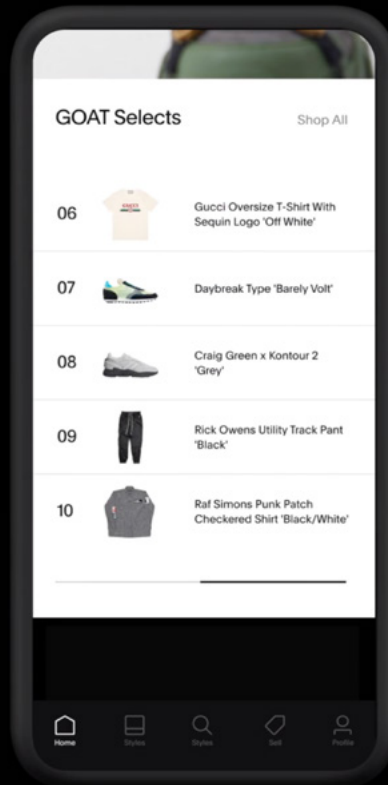 GOAT Selects
Shop All
06
GUCCI
Gucci Oversize T-Shirt With
Sequin Logo 'Off White'
07
Daybreak Type 'Barely Volt'
08
Craig Green x Kontour 2
'Grey'
09
Rick Owens Utility Track Pant
'Black'
10
Raf Simons Punk Patch
Checkered Shirt 'Black/White'
Home
Styles
Styles
Sell
Profile